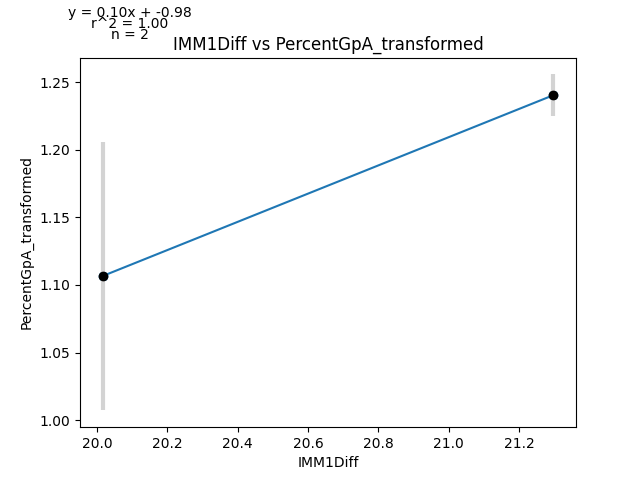 y = 0.10x + -0.98
r^2 = 1.00
n = 2
IMM1Diff vs PercentGpA_transformed
1.25
1.20
1.15
1.10
1.05
1.00
PercentGpA_transformed
20.0 20.2 20.4 20.6 20.8 21.0 21.2
IMM1Diff